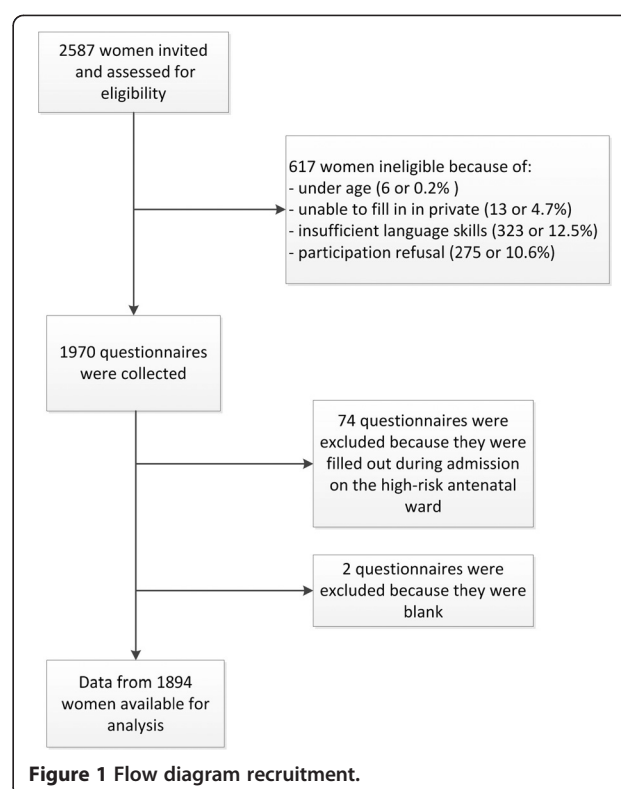 2587 women invited
and assessed for
eligibility
617 women ineligible because of:
- under age (6 or 0.2% )
- unable to fill in in private (13 or 4.7%)
- insufficient language skills (323 or 12.5%)
- participation refusal (275 or 10.6%)
1970 questionnaires
were collected
74 questionnaires were
excluded because they were
filled out during admission
on the high-risk antenatal
ward
2 questionnaires were
excluded because they were
blank
Data from 1894
women available for
analysis
Figure 1 Flow diagram recruitment.